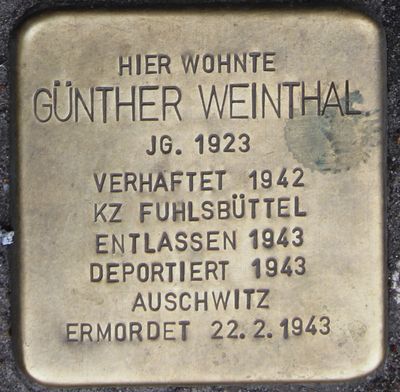 HIER WOHNTE
GÜNTHER WEINTHAL
JG. 1923
VERHAFTET 1942
KZ FUHLSBÜTTEL
ENTLASSEN 1943
DEPORTIERT 1943
AUSCHWITZ
ERMORDET 22.2.1943